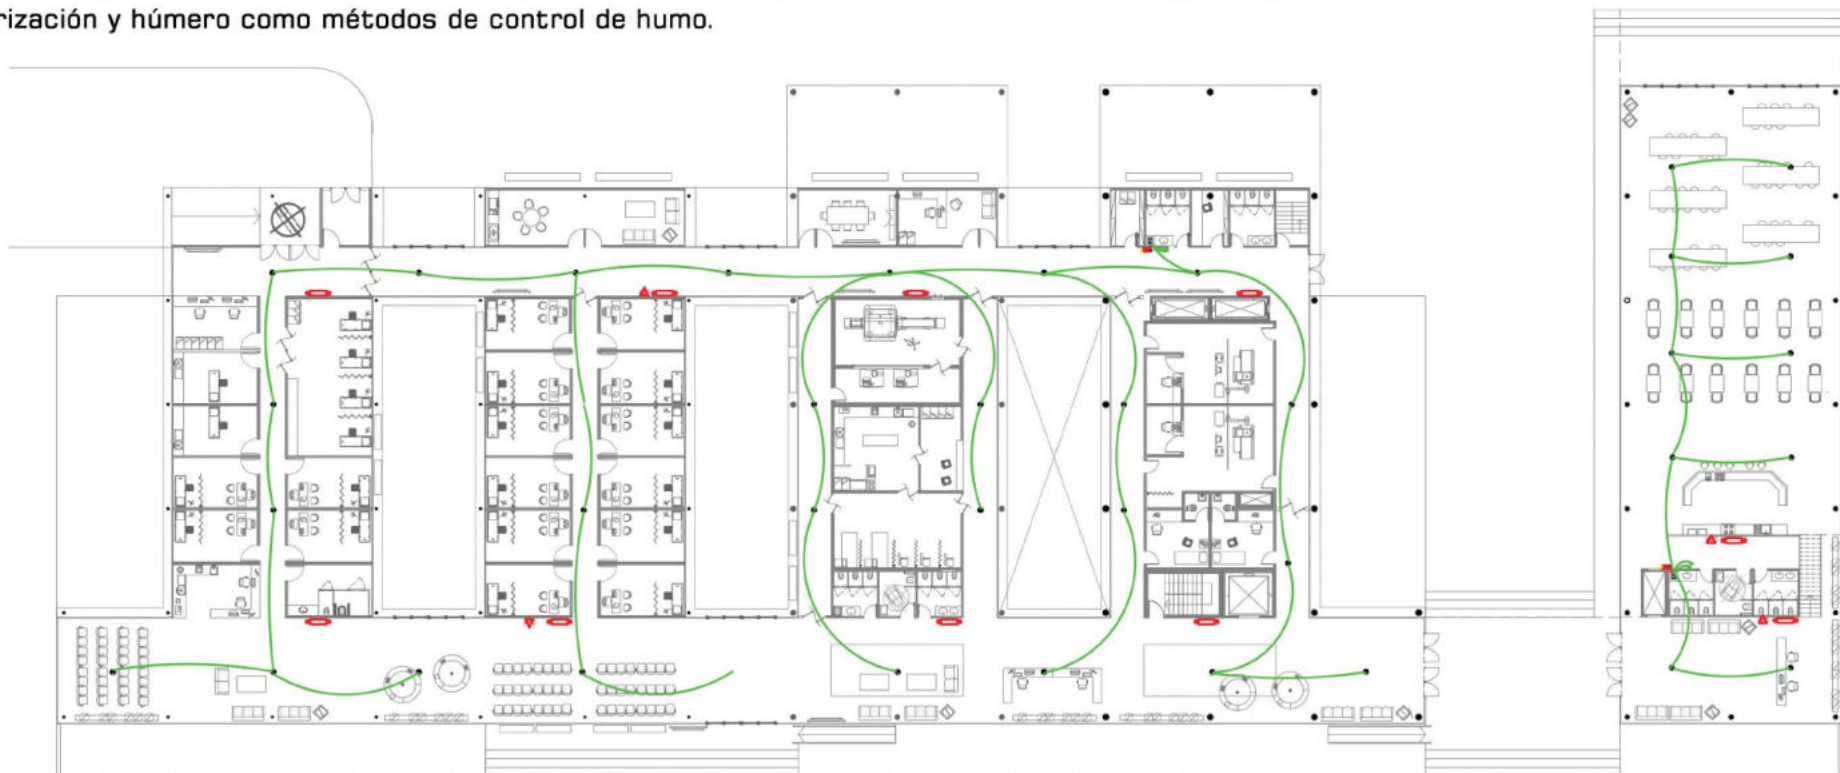 rización y húmero como métodos de control de humo.